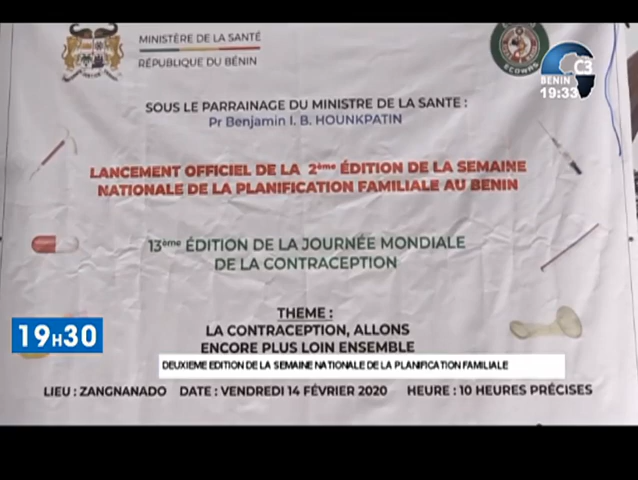 MINISTÈRE DE LA SANTÉ
RÉPUBLIQUE DU BÉNIN
ECOWAS
C3
BENIN
19:33
SOUS LE PARRAINAGE DU MINISTRE DE LA SANTE :
Pr Benjamin I. B. HOUNKPATIN
LANCEMENT OFFICIEL DE LA 2ème ÉDITION DE LA SEMAINE
NATIONALE DE LA PLANIFICATION FAMILIALE AU BENIN
13ème ÉDITION DE LA JOURNÉE MONDIALE
DE LA CONTRACEPTION
THEME :
LA CONTRACEPTION, ALLONS
ENCORE PLUS LOIN ENSEMBLE
19H30
DEUXIEME EDITION DE LA SEMAINE NATIONALE DE LA PLANIFICATION FAMILIALE
LIEU : ZANGNANADO DATE : VENDREDI 14 FÉVRIER 2020 HEURE : 10 HEURES PRÉCISES